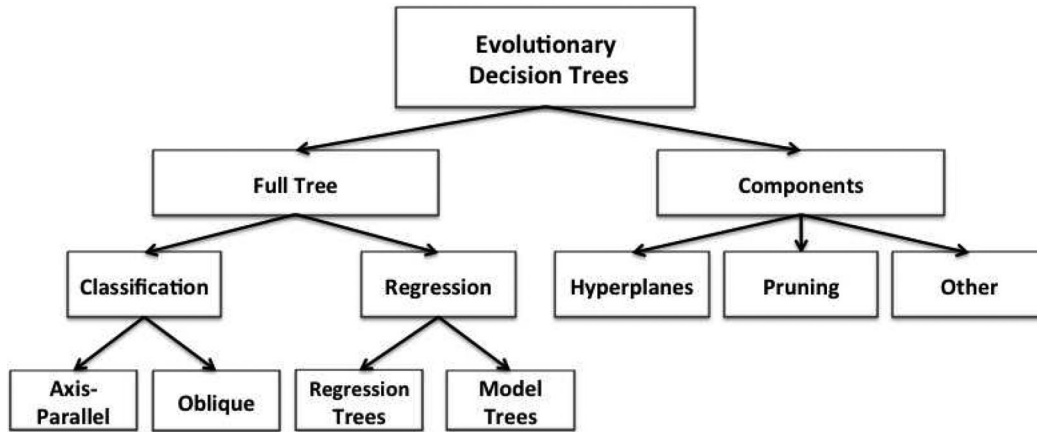 Evolutionary
Decision Trees
Full Tree
Components
Classification
Regression
Hyperplanes
Pruning
Other
Axis-
Parallel
Oblique
Regression
Trees
Model
Trees